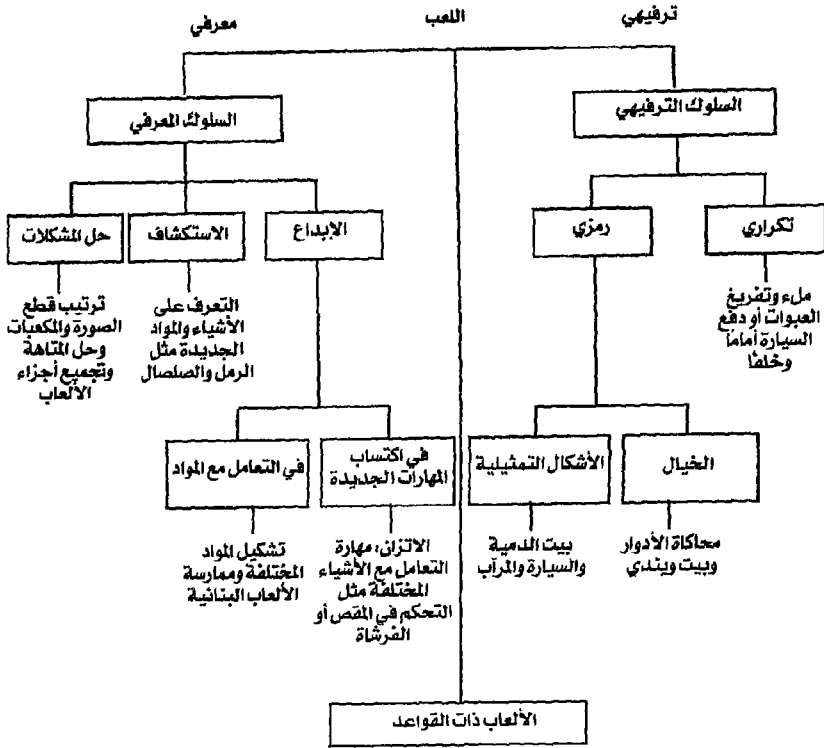 ترفيهي
اللعب
معرفي
السلوك الترفيهي
السلوك المعرفي
تكراري
رمزي
الإبداع
الاستكشاف
حل المشكلات
ملء وتفريغ
العبوات أو دفع
السيارة أماماً
وخلفاً
التعرف على
الأشياء والمواد
الجديدة مثل
الرمل والصلصال
ترتيب قطع
الصورة والمكعبات
وحل المتاهة
وتجميع أجزاء
الألعاب
الخيال
الأشكال التمثيلية
في اكتساب
المهارات الجديدة
في التعامل مع المواد
محاكاة الأدوار
وبيت ويندي
بيت الدمية
والسيارة والمرآب
الاتزان، مهارة
التعامل مع الأشياء
المختلفة مثل
التحكم في المقص أو
الفرشاة
تشكيل المواد
المختلفة وممارسة
الألعاب البنائية
الألعاب ذات القواعد